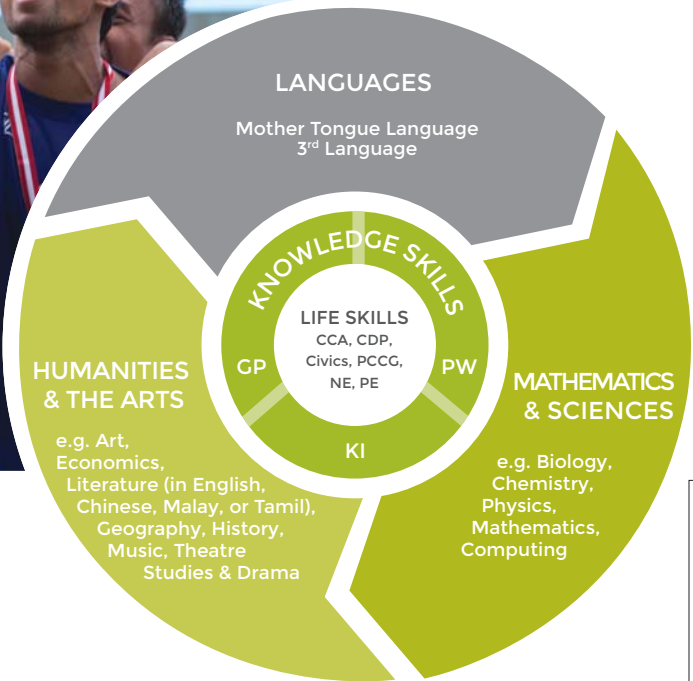 LANGUAGES
Mother Tongue Language
3rd Language
KNOWLEDGE SKILLS
LIFE SKILLS
CCA, CDP,
Civics, PCCG,
NE, PE
GP
PW
KI
HUMANITIES
& THE ARTS
e.g. Art,
Economics,
Literature (in English,
Chinese, Malay, or Tamil),
Geography, History,
Music, Theatre
Studies & Drama
MATHEMATICS
& SCIENCES
e.g. Biology,
Chemistry,
Physics,
Mathematics,
Computing